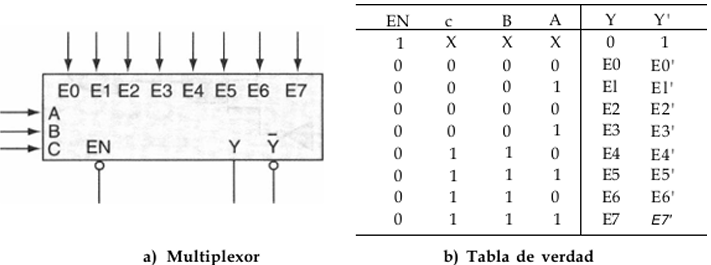 E0 E1 E2 E3 E4 E5 E6 E7
A
B
C EN Y Y̅
a) Multiplexor
EN c B A Y Y'
1 X X X 0 1
0 0 0 0 E0 E0'
0 0 0 1 El El'
0 0 0 0 E2 E2'
0 0 0 1 E3 E3'
0 1 1 0 E4 E4'
0 1 1 1 E5 E5'
0 1 1 0 E6 E6'
0 1 1 1 E7 E7'
b) Tabla de verdad